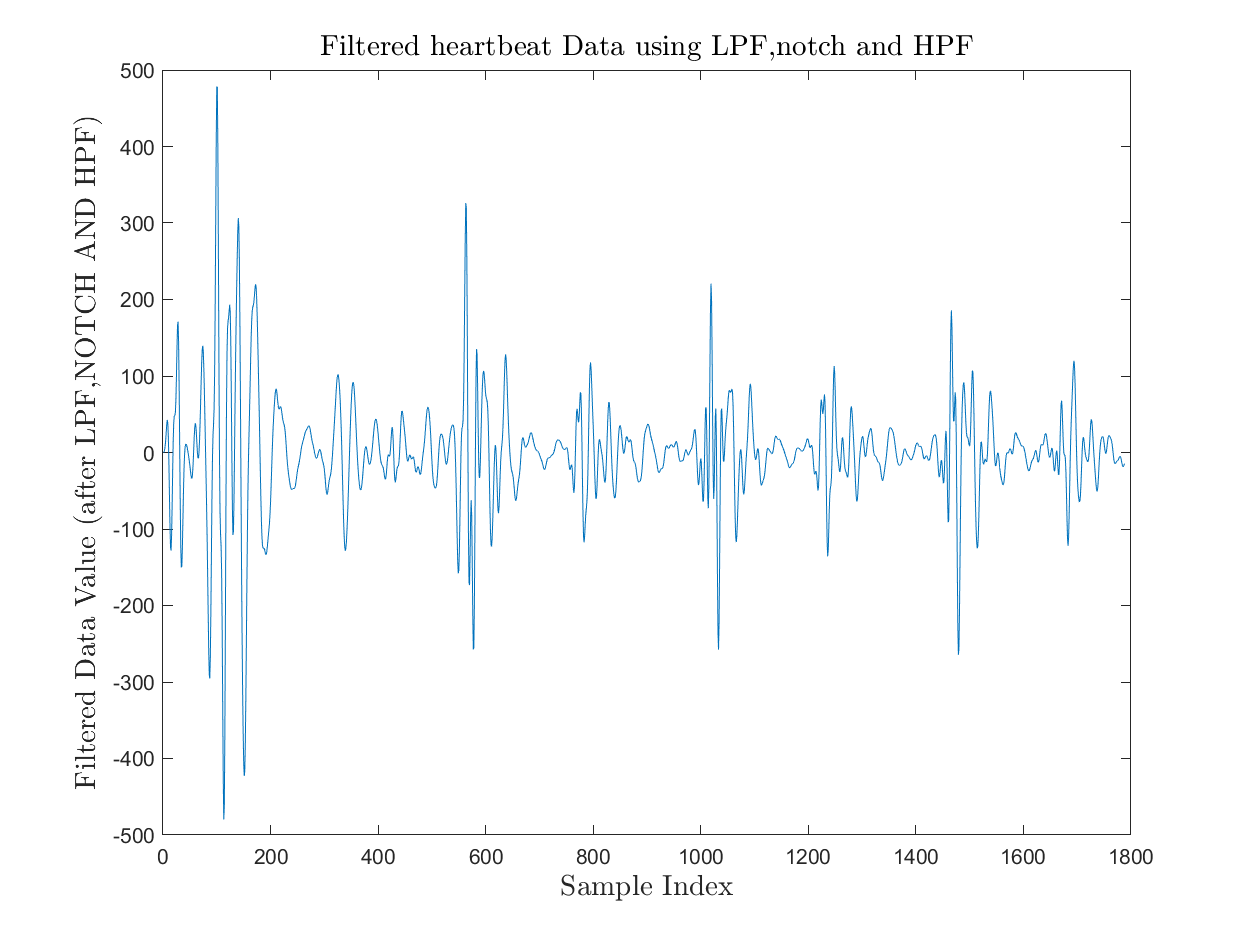 Filtered heartbeat Data using LPF,notch and HPF
Filtered Data Value (after LPF,NOTCH AND HPF)
500
400
300
200
100
0
-100
-200
-300
-400
-500
0 200 400 600 800 1000 1200 1400 1600 1800
Sample Index